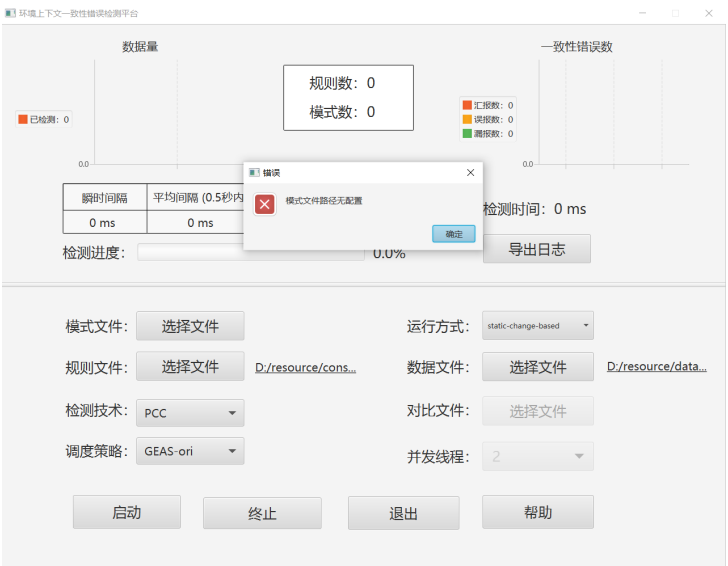 环境上下文一致性错误检测平台
数据量
一致性错误数
规则数：0
模式数：0
已检测：0
汇报数：0
误报数：0
漏报数：0
0.0
0.0
错误
模式文件路径无配置
确定
瞬时间隔
平均间隔 (0.5秒内
0 ms
0 ms
检测时间：0 ms
检测进度：
0.0%
导出日志
模式文件：
选择文件
运行方式：
static-change-based
规则文件：
选择文件
D:/resource/cons...
数据文件：
选择文件
D:/resource/data...
检测技术：
PCC
对比文件：
选择文件
调度策略：
GEAS-ori
并发线程：
2
启动
终止
退出
帮助